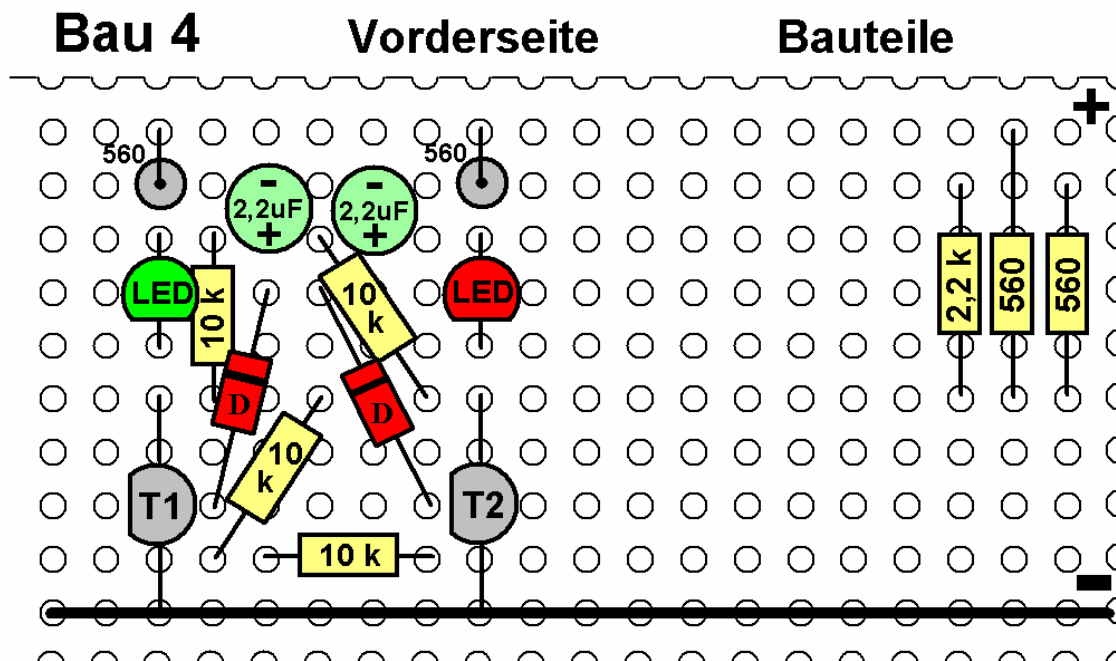 Bau 4 Vorderseite Bauteile
+
560 560
- -
2,2uF 2,2uF
+ +
LED 10 k 10 k LED 2,2 k 560 560
D D
10 k
T1 T2
10 k
-